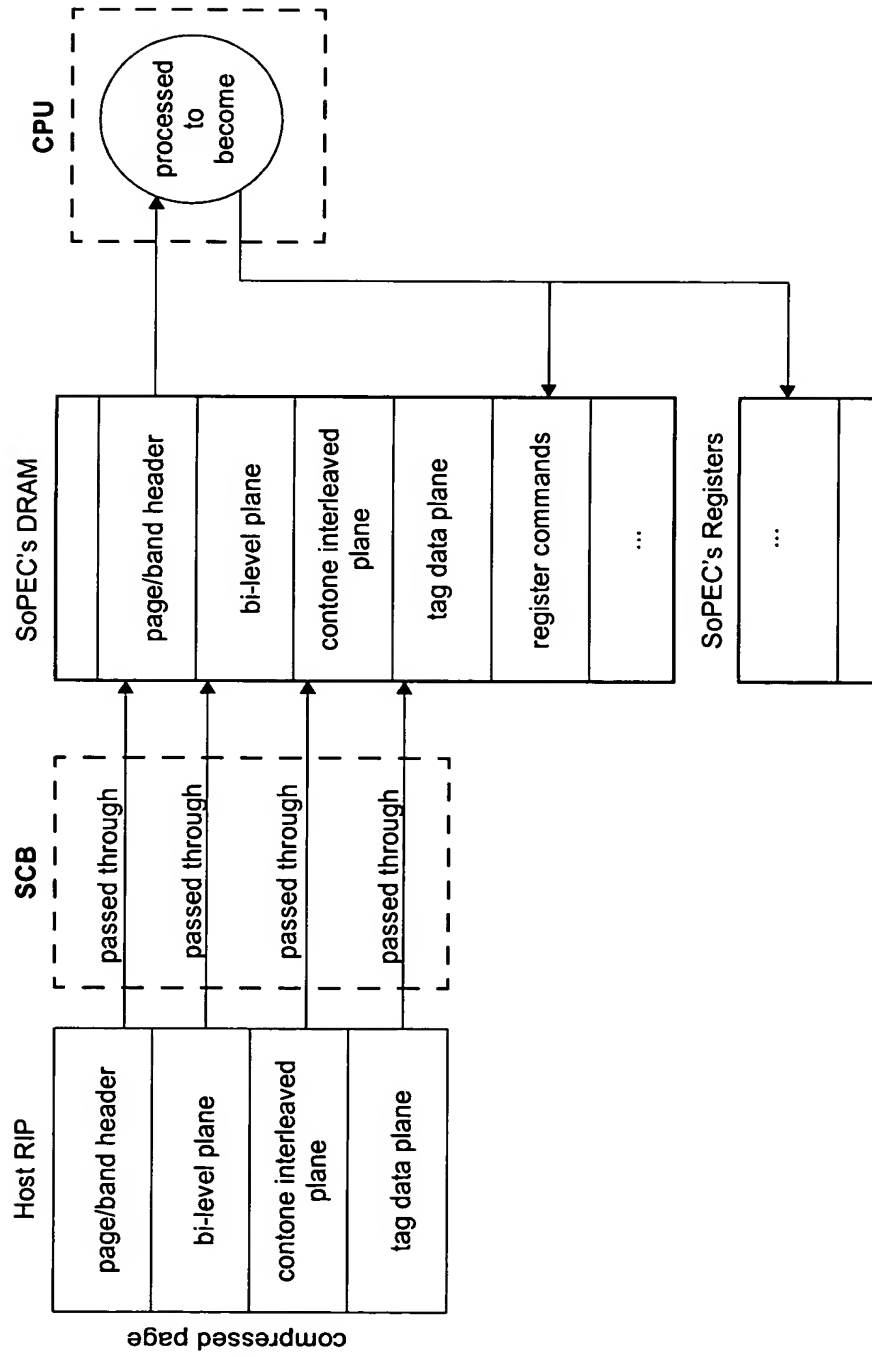 Host RIP
compressed page
page/band header
bi-level plane
contone interleaved
plane
tag data plane
SCB
passed through
passed through
passed through
passed through
SoPEC's DRAM
page/band header
bi-level plane
contone interleaved
plane
tag data plane
register commands
...
CPU
processed
to
become
SoPEC's Registers
...